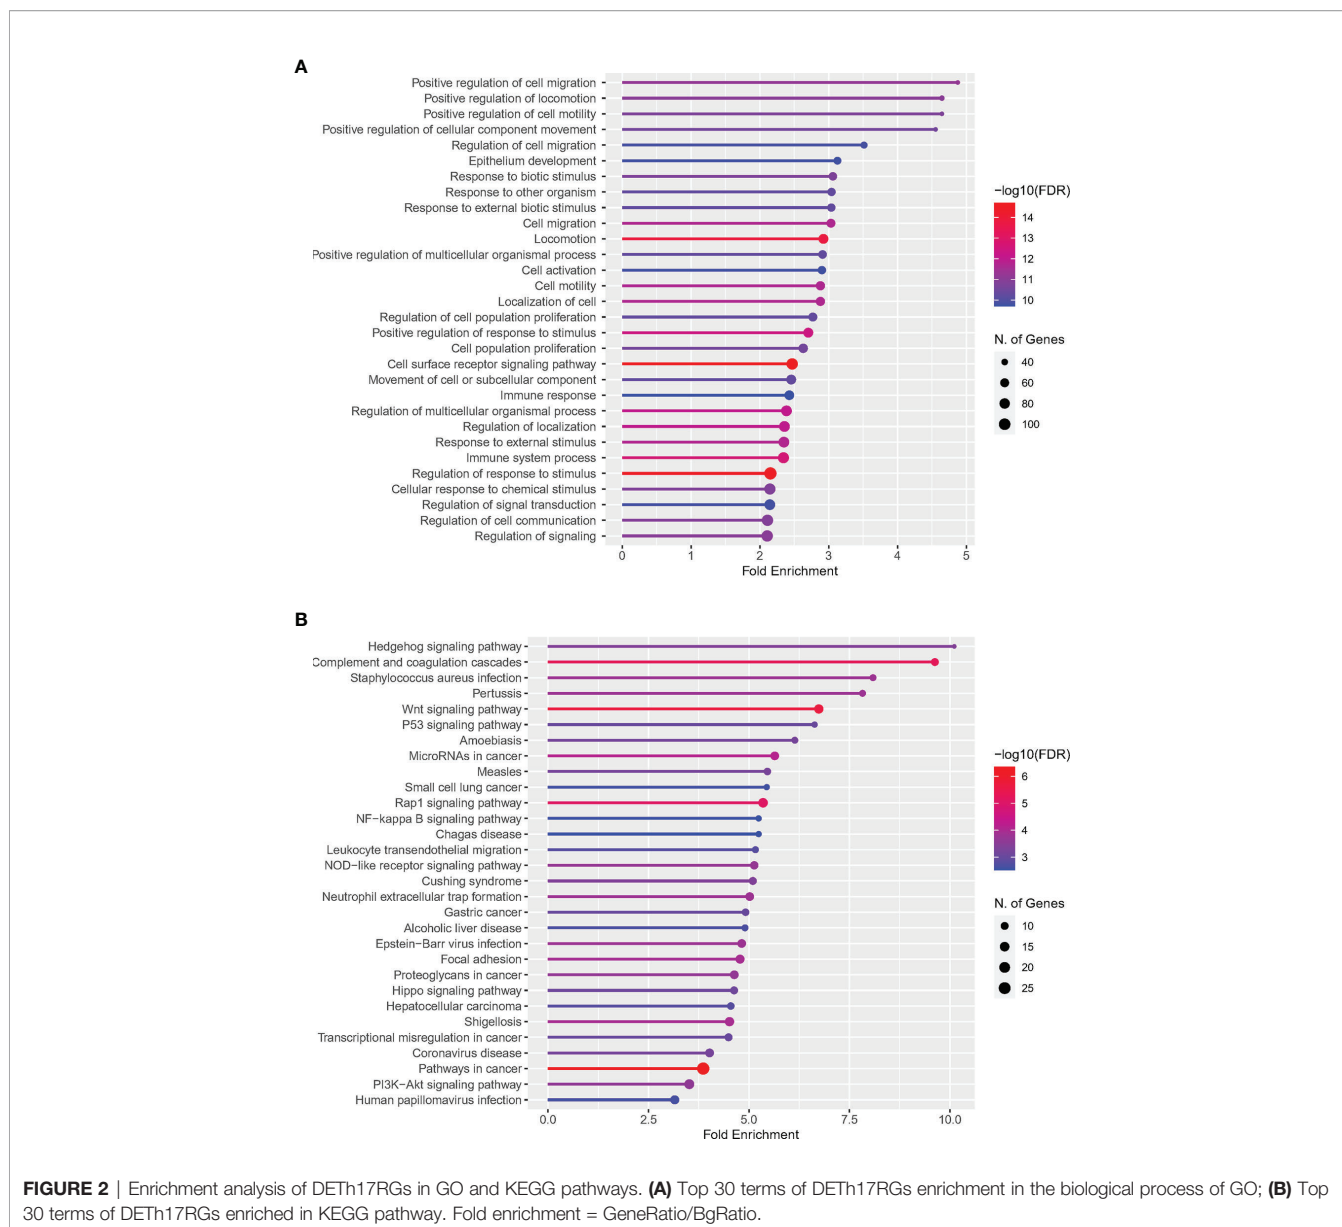 A
Positive regulation of cell migration
Positive regulation of locomotion
Positive regulation of cell motility
Positive regulation of cellular component movement
Regulation of cell migration
Epithelium development
Response to biotic stimulus
Response to other organism
Response to external biotic stimulus
Cell migration
Locomotion
Positive regulation of multicellular organismal process
Cell activation
Cell motility
Localization of cell
Regulation of cell population proliferation
Positive regulation of response to stimulus
Cell population proliferation
Cell surface receptor signaling pathway
Movement of cell or subcellular component
Immune response
Regulation of multicellular organismal process
Regulation of localization
Response to external stimulus
Immune system process
Regulation of response to stimulus
Cellular response to chemical stimulus
Regulation of signal transduction
Regulation of cell communication
Regulation of signaling
0 1 2 3 4 5
Fold Enrichment
−log10(FDR)
14
13
12
11
10
N. of Genes
40
60
80
100
B
Hedgehog signaling pathway
Complement and coagulation cascades
Staphylococcus aureus infection
Pertussis
Wnt signaling pathway
P53 signaling pathway
Amoebiasis
MicroRNAs in cancer
Measles
Small cell lung cancer
Rap1 signaling pathway
NF−kappa B signaling pathway
Chagas disease
Leukocyte transendothelial migration
NOD−like receptor signaling pathway
Cushing syndrome
Neutrophil extracellular trap formation
Gastric cancer
Alcoholic liver disease
Epstein−Barr virus infection
Focal adhesion
Proteoglycans in cancer
Hippo signaling pathway
Hepatocellular carcinoma
Shigellosis
Transcriptional misregulation in cancer
Coronavirus disease
Pathways in cancer
PI3K−Akt signaling pathway
Human papillomavirus infection
0.0 2.5 5.0 7.5 10.0
Fold Enrichment
−log10(FDR)
6
5
4
3
N. of Genes
10
15
20
25
FIGURE 2 | Enrichment analysis of DETh17RGs in GO and KEGG pathways. (A) Top 30 terms of DETh17RGs enrichment in the biological process of GO; (B) Top
30 terms of DETh17RGs enriched in KEGG pathway. Fold enrichment = GeneRatio/BgRatio.